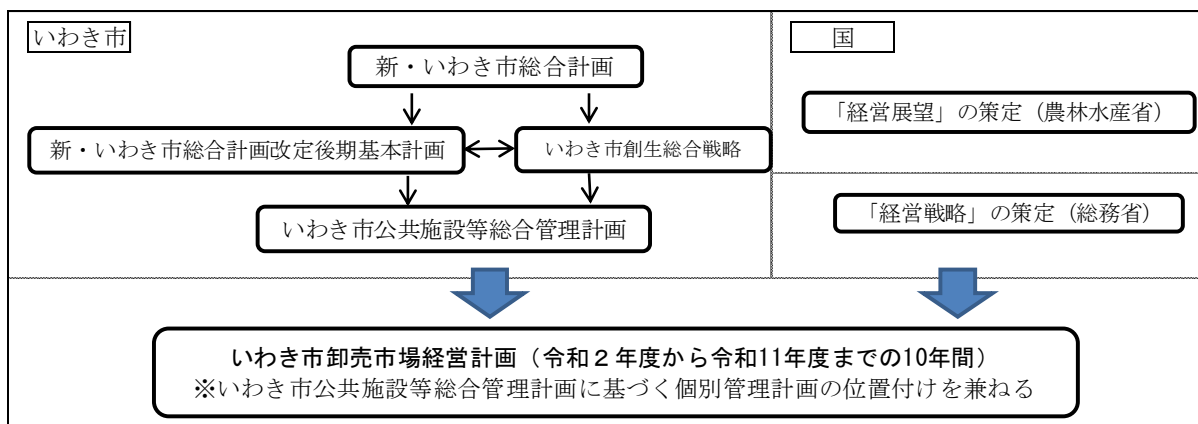 いわき市
新・いわき市総合計画
新・いわき市総合計画改定後期基本計画
いわき市創生総合戦略
いわき市公共施設等総合管理計画
国
「経営展望」の策定（農林水産省）
「経営戦略」の策定（総務省）
いわき市卸売市場経営計画（令和２年度から令和11年度までの10年間）
※いわき市公共施設等総合管理計画に基づく個別管理計画の位置付けを兼ねる